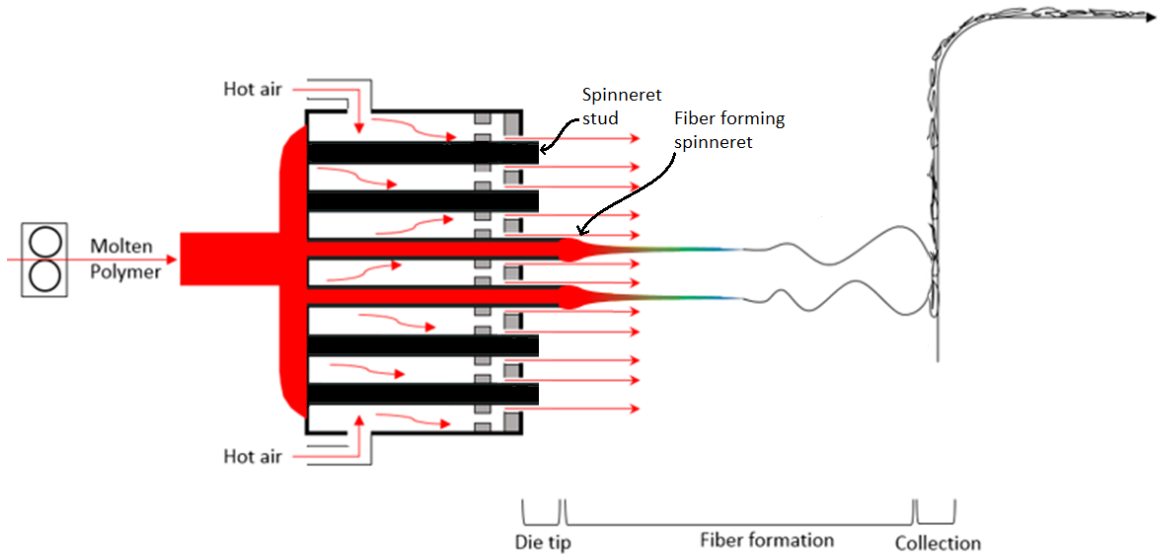 Hot air
Spinneret
stud
Fiber forming
spinneret
Molten
Polymer
Hot air
Die tip
Fiber formation
Collection